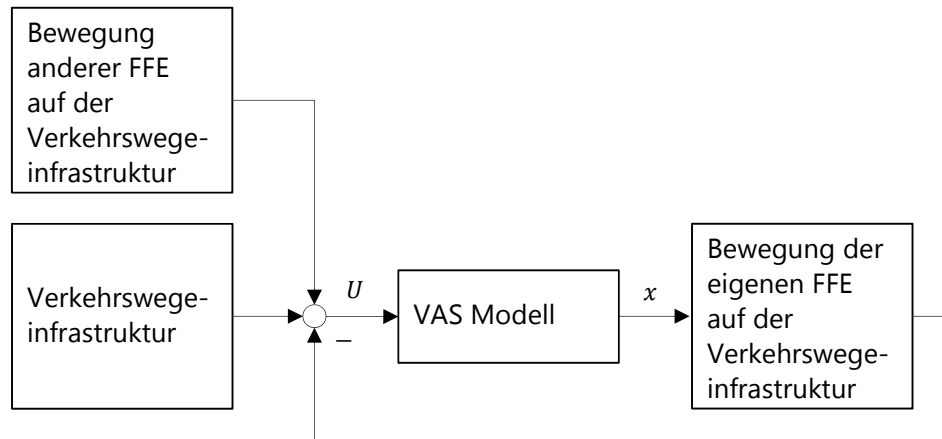 Bewegung
anderer FFE
auf der
Verkehrswege-
infrastruktur
Verkehrswege-
infrastruktur
U
−
VAS Modell
x
Bewegung der
eigenen FFE
auf der
Verkehrswege-
infrastruktur